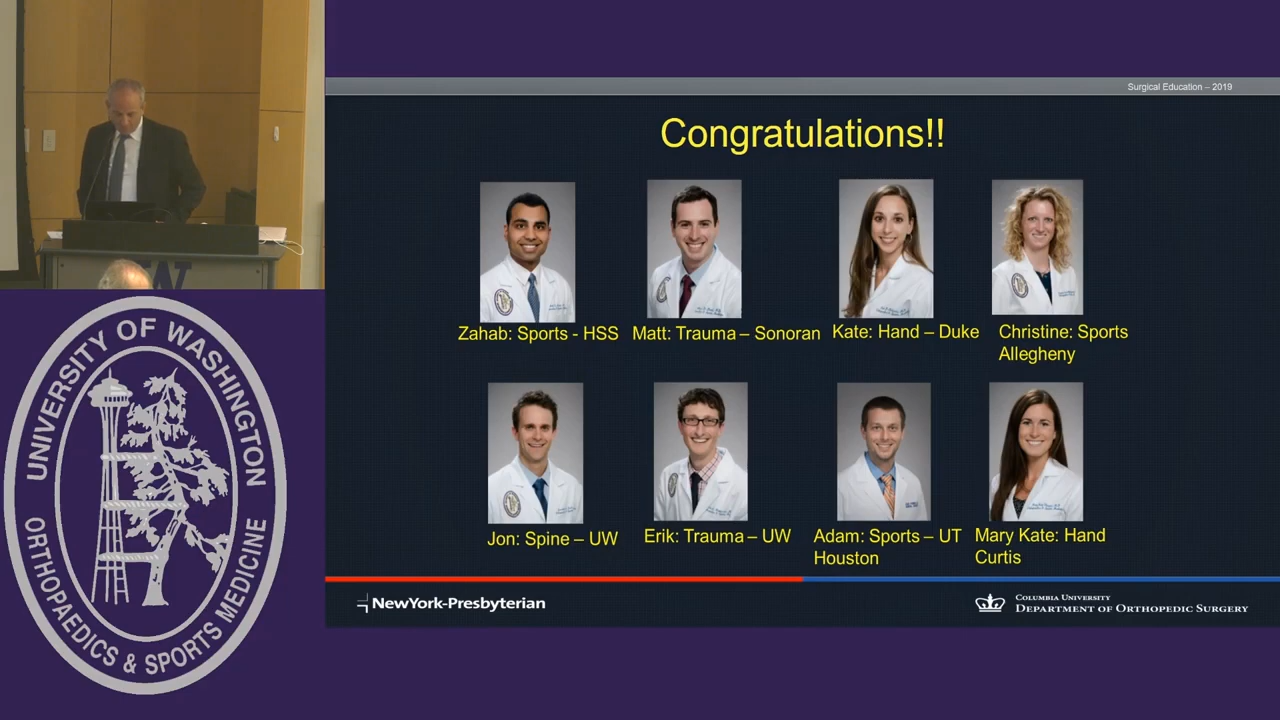 Surgical Education – 2019
Congratulations!!
Zahab: Sports - HSS
Matt: Trauma – Sonoran
Kate: Hand – Duke
Christine: Sports
Allegheny
Jon: Spine – UW
Erik: Trauma – UW
Adam: Sports – UT
Houston
Mary Kate: Hand
Curtis
NewYork-Presbyterian
Columbia University
Department of Orthopedic Surgery
UNIVERSITY OF WASHINGTON
ORTHOPAEDICS & SPORTS MEDICINE
W